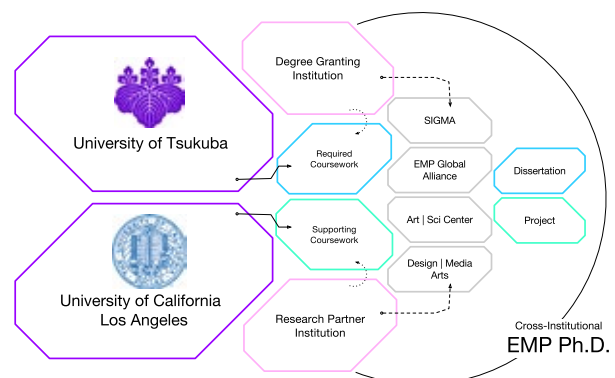 University of Tsukuba
University of California
Los Angeles
Degree Granting
Institution
Required
Coursework
Supporting
Coursework
Research Partner
Institution
SIGMA
EMP Global
Alliance
Art | Sci Center
Design | Media
Arts
Dissertation
Project
Cross-Institutional
EMP Ph.D.